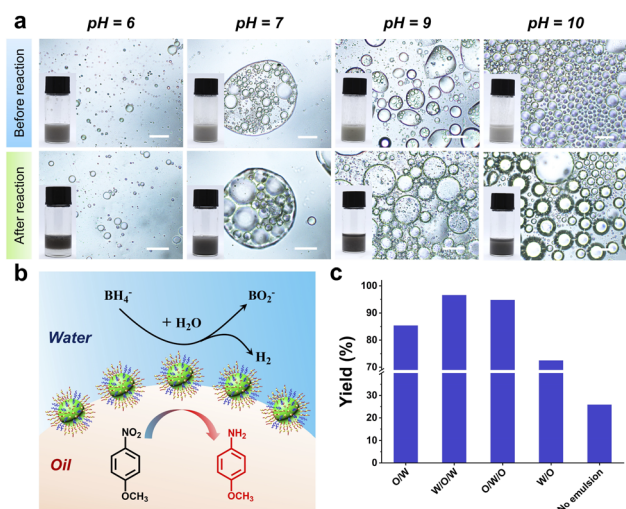 a
pH = 6 pH = 7 pH = 9 pH = 10
Before reaction
After reaction
b
BH₄⁻ BO₂⁻
+ H₂O
Water
H₂
NO₂ NH₂
Oil
OCH₃ OCH₃
c
Yield (%)
100
90
80
70
60
30
20
10
0
O/W W/O/W O/W/O W/O No emulsion